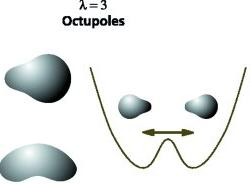 λ = 3
Octupoles